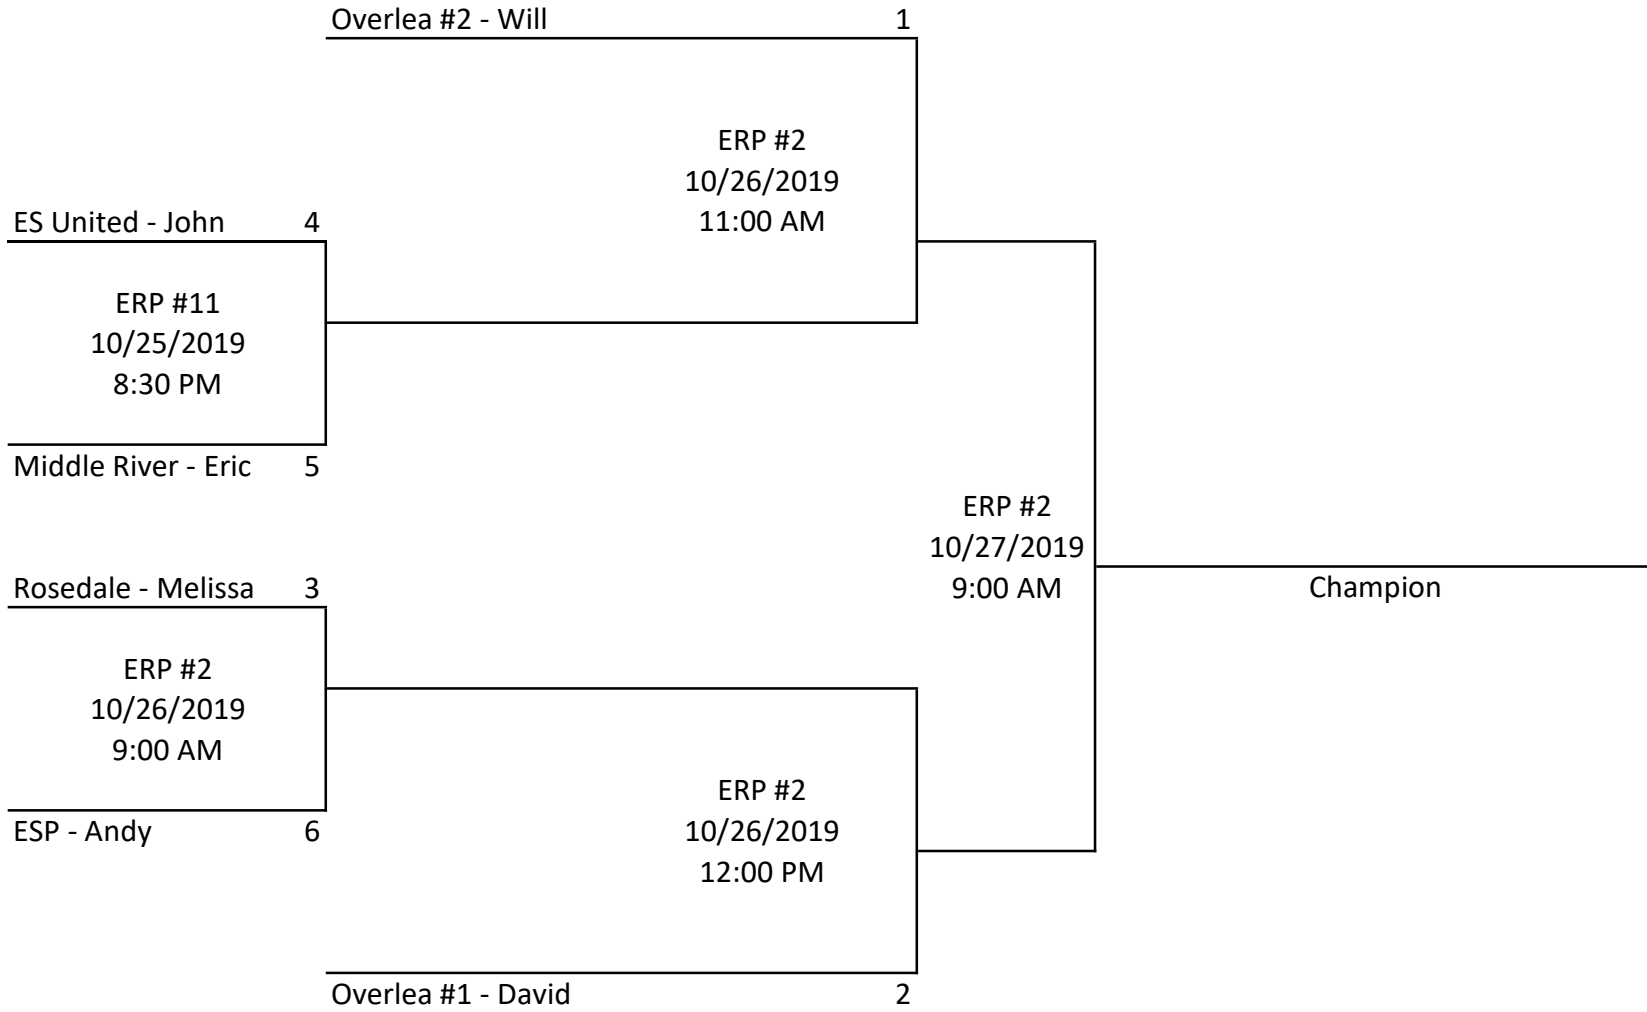 Overlea #2 - Will 1
ERP #2
10/26/2019
11:00 AM
ES United - John 4
ERP #11
10/25/2019
8:30 PM
Middle River - Eric 5
ERP #2
10/27/2019
9:00 AM
Champion
Rosedale - Melissa 3
ERP #2
10/26/2019
9:00 AM
ESP - Andy 6
ERP #2
10/26/2019
12:00 PM
Overlea #1 - David 2